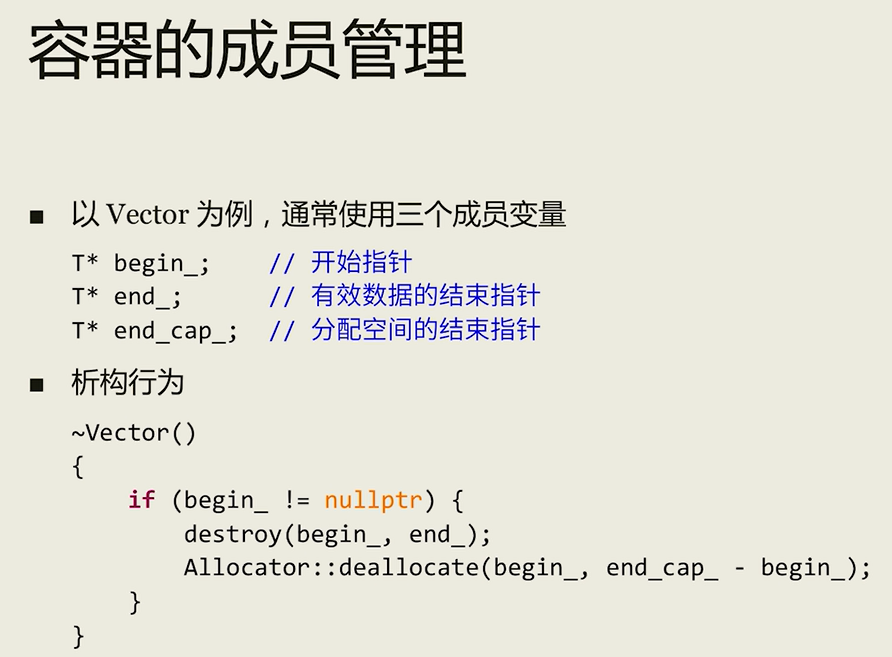 容器的成员管理
■ 以 Vector 为例，通常使用三个成员变量
T* begin_;    // 开始指针
T* end_;      // 有效数据的结束指针
T* end_cap_;  // 分配空间的结束指针
■ 析构行为
~Vector()
{
    if (begin_ != nullptr) {
        destroy(begin_, end_);
        Allocator::deallocate(begin_, end_cap_ - begin_);
    }
}